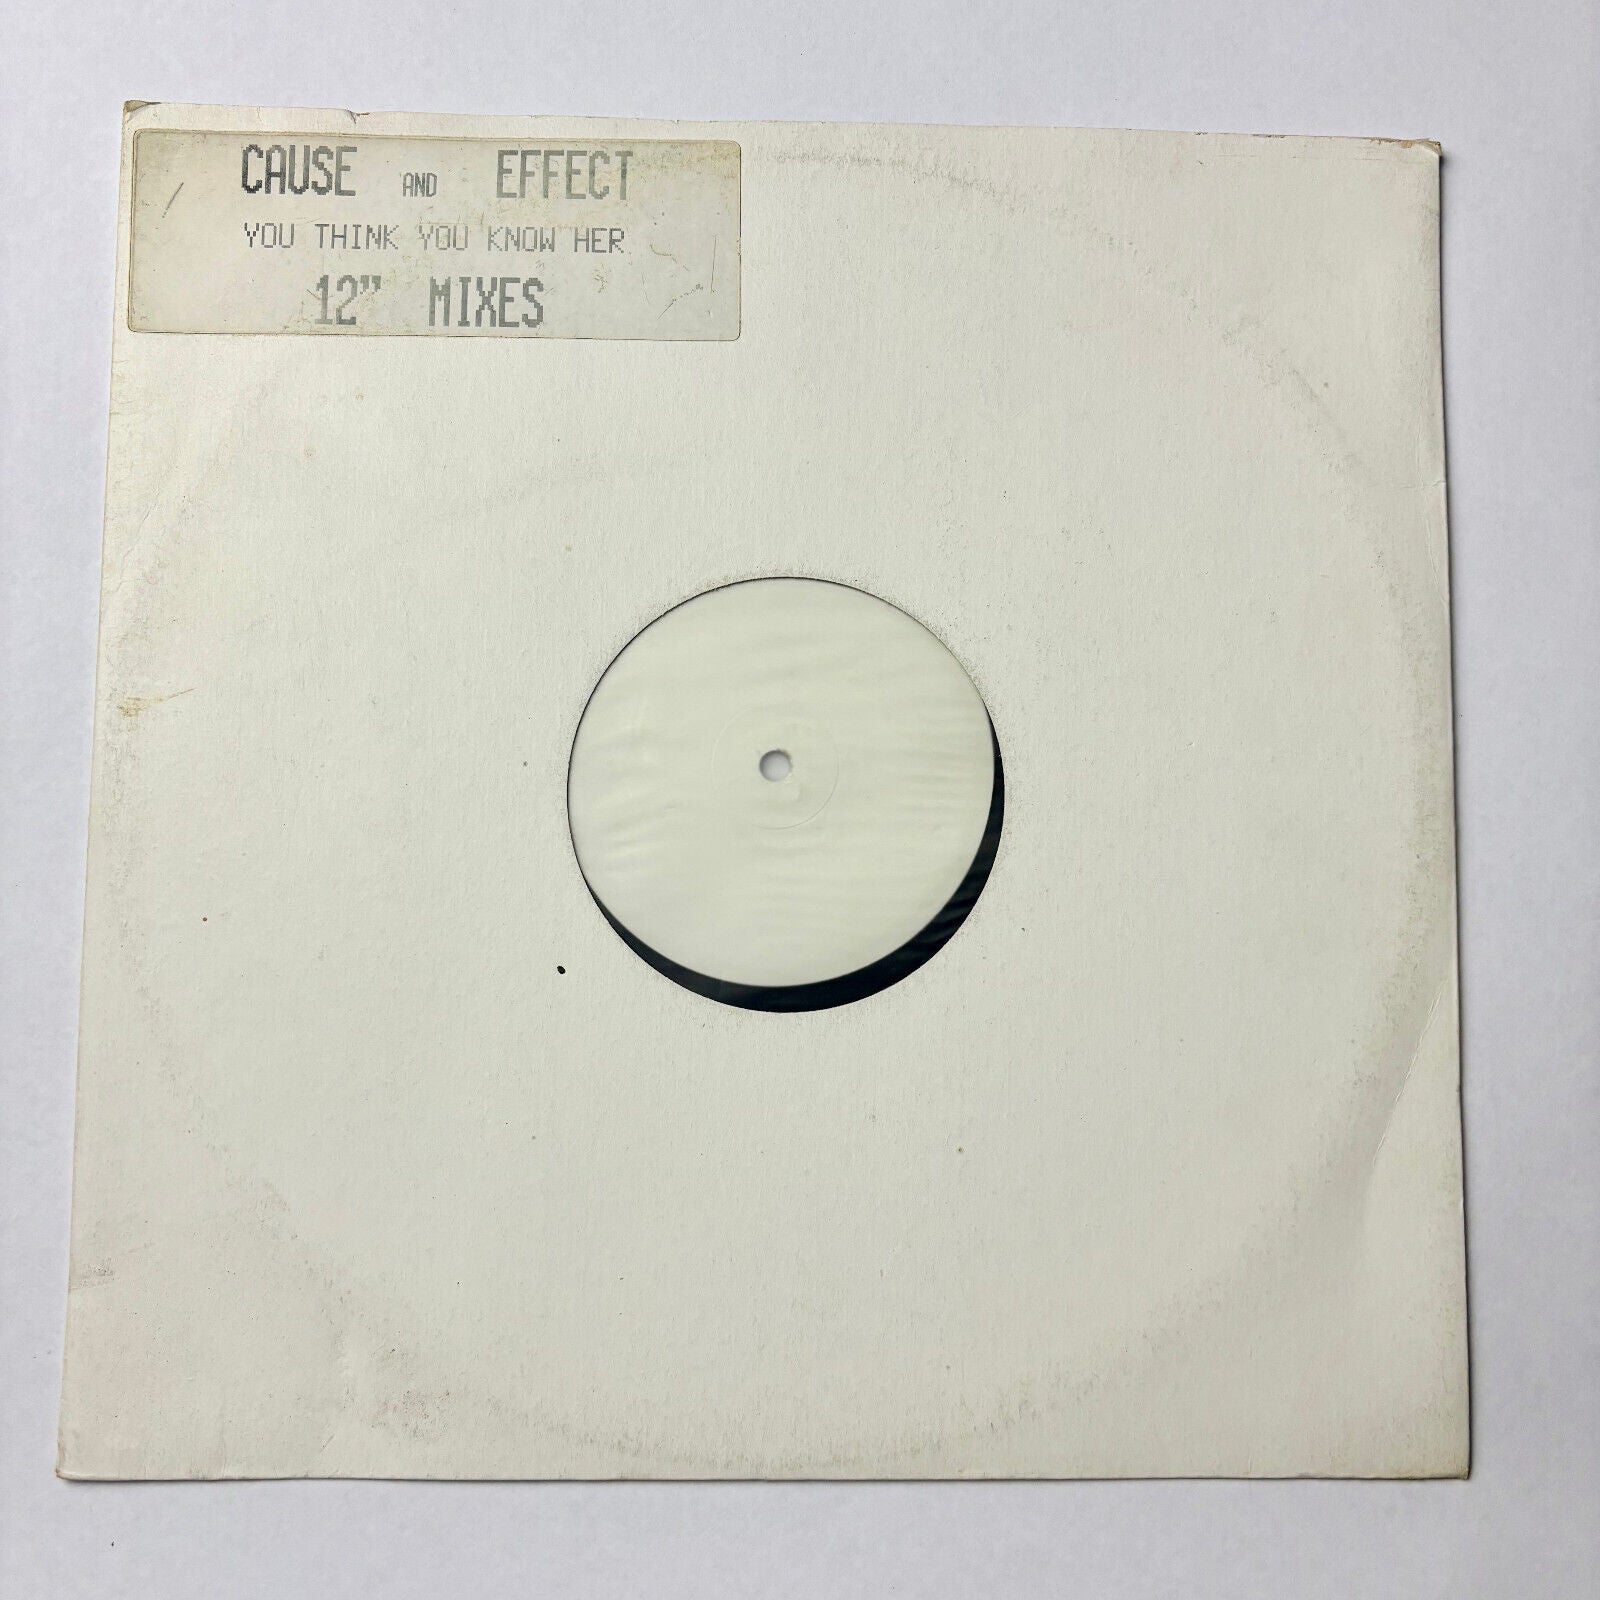 CAUSE AND EFFECT
YOU THINK YOU KNOW HER
12" MIXES